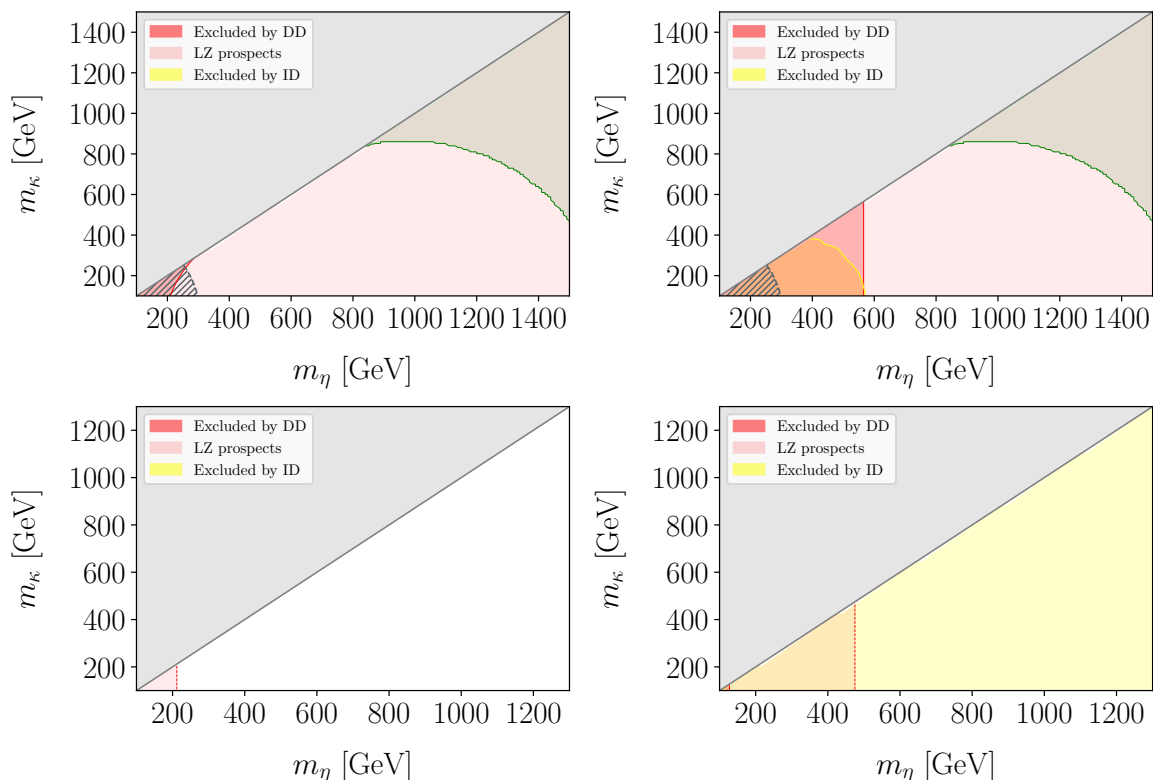 1400
1200
1000
800
600
400
200
m_κ [GeV]
Excluded by DD
LZ prospects
Excluded by ID
200 400 600 800 1000 1200 1400
m_η [GeV]
1400
1200
1000
800
600
400
200
m_κ [GeV]
Excluded by DD
LZ prospects
Excluded by ID
200 400 600 800 1000 1200 1400
m_η [GeV]
1200
1000
800
600
400
200
m_κ [GeV]
Excluded by DD
LZ prospects
Excluded by ID
200 400 600 800 1000 1200
m_η [GeV]
1200
1000
800
600
400
200
m_κ [GeV]
Excluded by DD
LZ prospects
Excluded by ID
200 400 600 800 1000 1200
m_η [GeV]